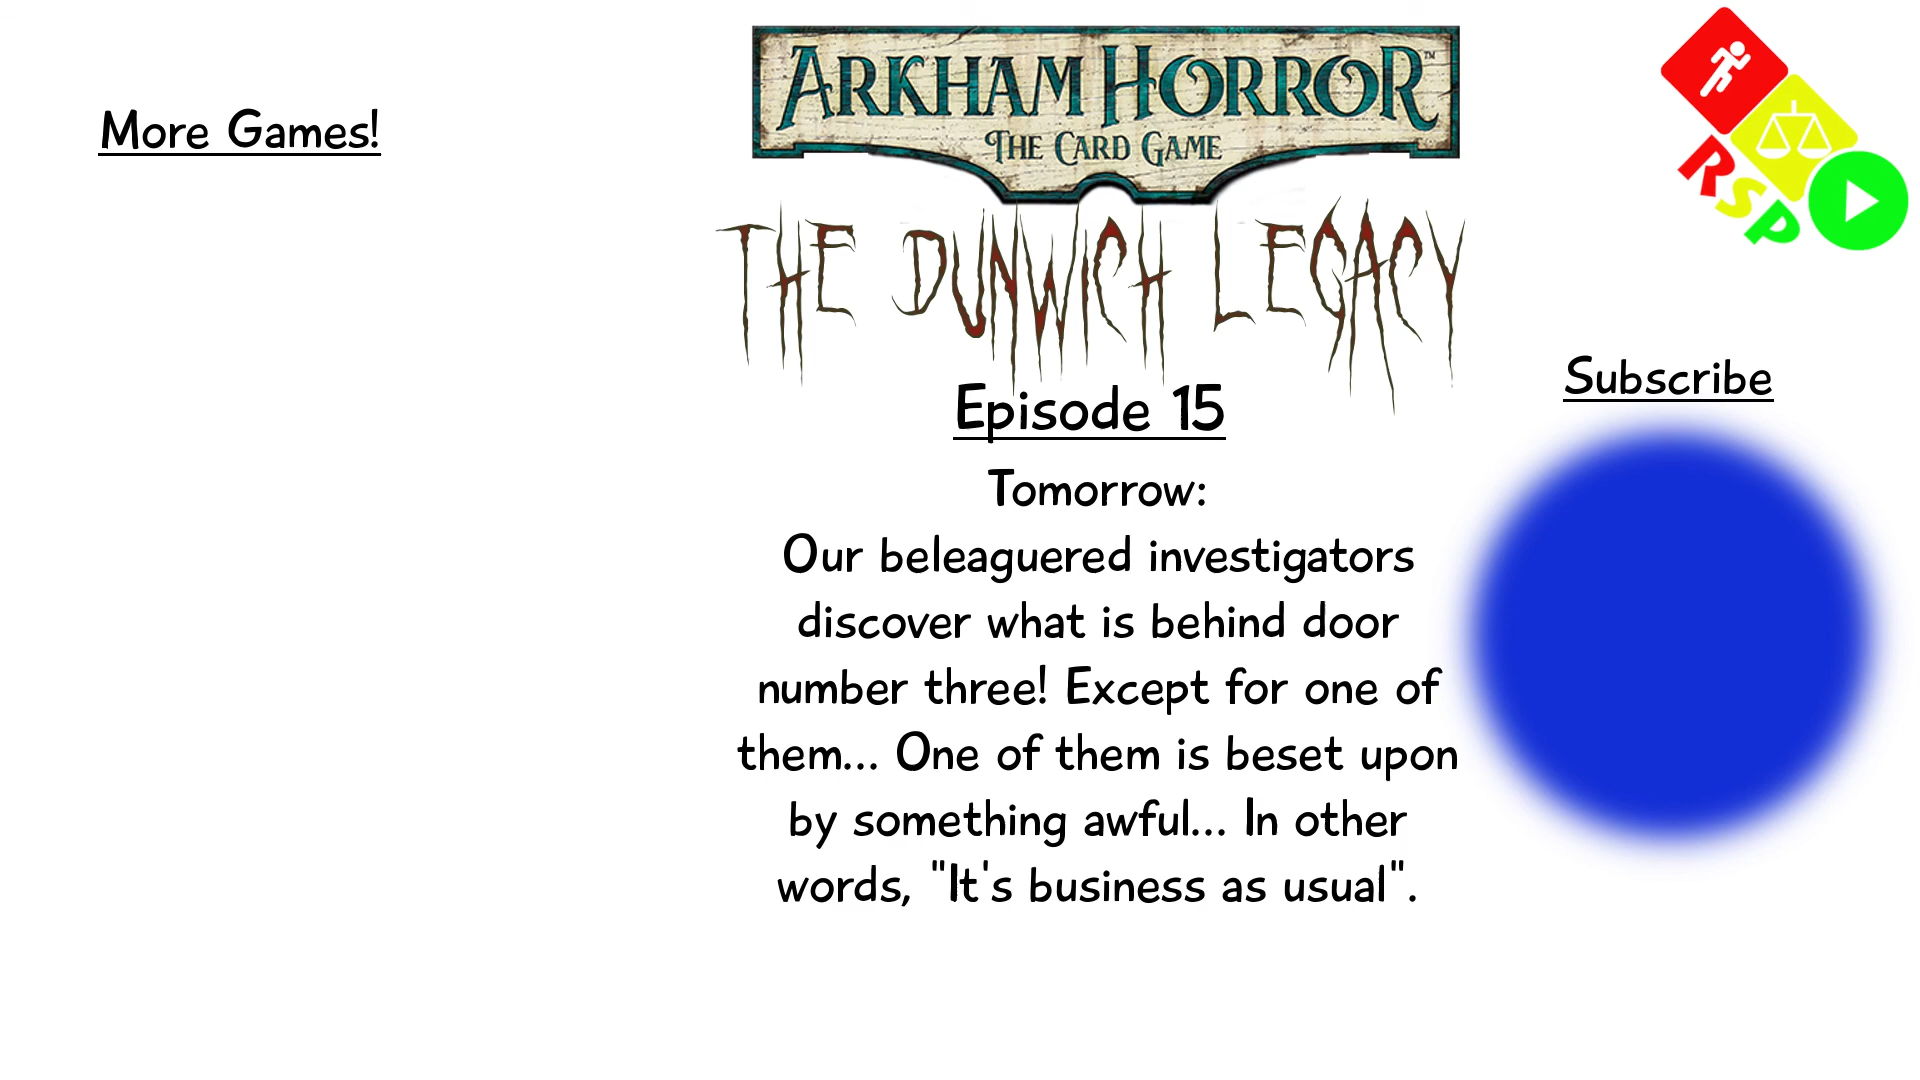 More Games!
ARKHAM HORROR™
THE CARD GAME
RSP
THE DUNWICH LEGACY
Subscribe
Episode 15
Tomorrow:
Our beleaguered investigators
discover what is behind door
number three! Except for one of
them... One of them is beset upon
by something awful... In other
words, "It's business as usual".